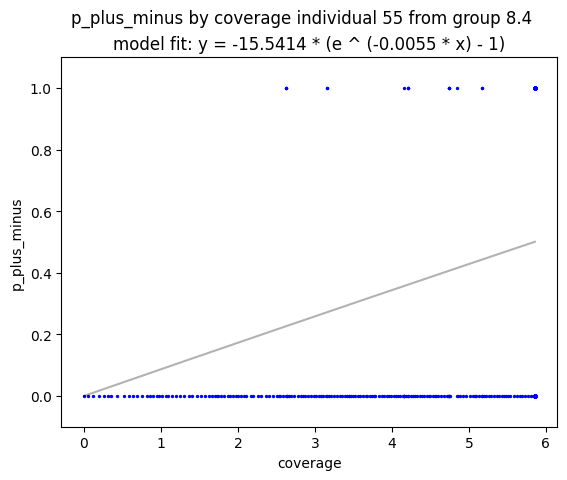 p_plus_minus by coverage individual 55 from group 8.4
model fit: y = -15.5414 * (e ^ (-0.0055 * x) - 1)
1.0
0.8
0.6
0.4
0.2
0.0
p_plus_minus
0 1 2 3 4 5 6
coverage